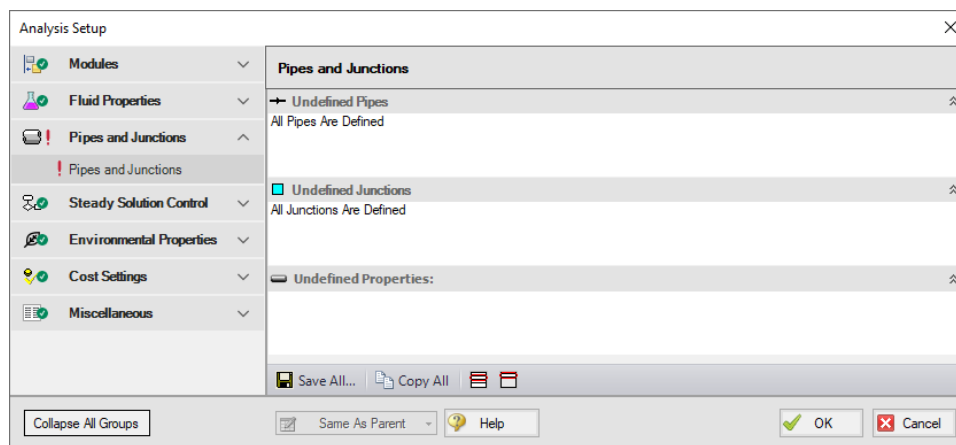 Analysis Setup
Modules
Fluid Properties
Pipes and Junctions
Pipes and Junctions
Steady Solution Control
Environmental Properties
Cost Settings
Miscellaneous
Pipes and Junctions
Undefined Pipes
All Pipes Are Defined
Undefined Junctions
All Junctions Are Defined
Undefined Properties:
Save All... Copy All
Collapse All Groups Same As Parent Help OK Cancel